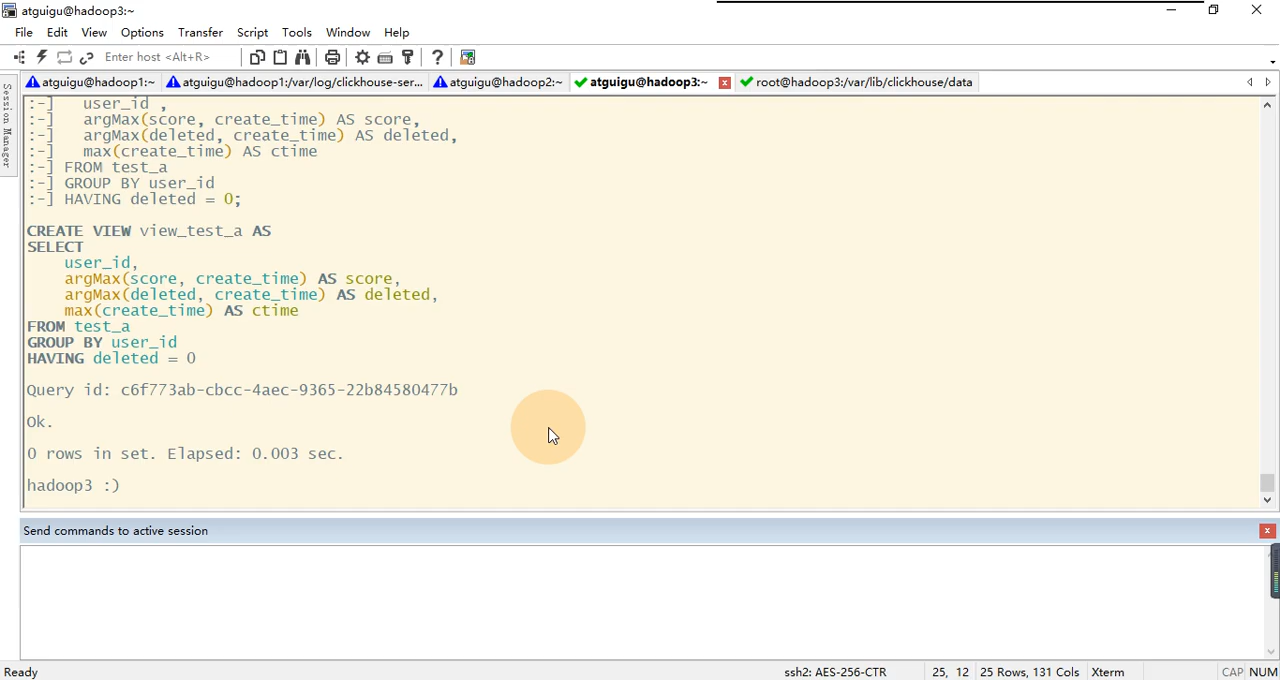 atguigu@hadoop3:~
File Edit View Options Transfer Script Tools Window Help
Enter host <Alt+R>
atguigu@hadoop1:~ atguigu@hadoop1:/var/log/clickhouse-ser... atguigu@hadoop2:~ atguigu@hadoop3:~ root@hadoop3:/var/lib/clickhouse/data
Session Manager
:-] user_id ,
:-] argMax(score, create_time) AS score,
:-] argMax(deleted, create_time) AS deleted,
:-] max(create_time) AS ctime
:-] FROM test_a
:-] GROUP BY user_id
:-] HAVING deleted = 0;
CREATE VIEW view_test_a AS
SELECT
user_id,
argMax(score, create_time) AS score,
argMax(deleted, create_time) AS deleted,
max(create_time) AS ctime
FROM test_a
GROUP BY user_id
HAVING deleted = 0
Query id: c6f773ab-cbcc-4aec-9365-22b84580477b
Ok.
0 rows in set. Elapsed: 0.003 sec.
hadoop3 :)
Send commands to active session
Ready ssh2: AES-256-CTR 25, 12 25 Rows, 131 Cols Xterm CAP NUM